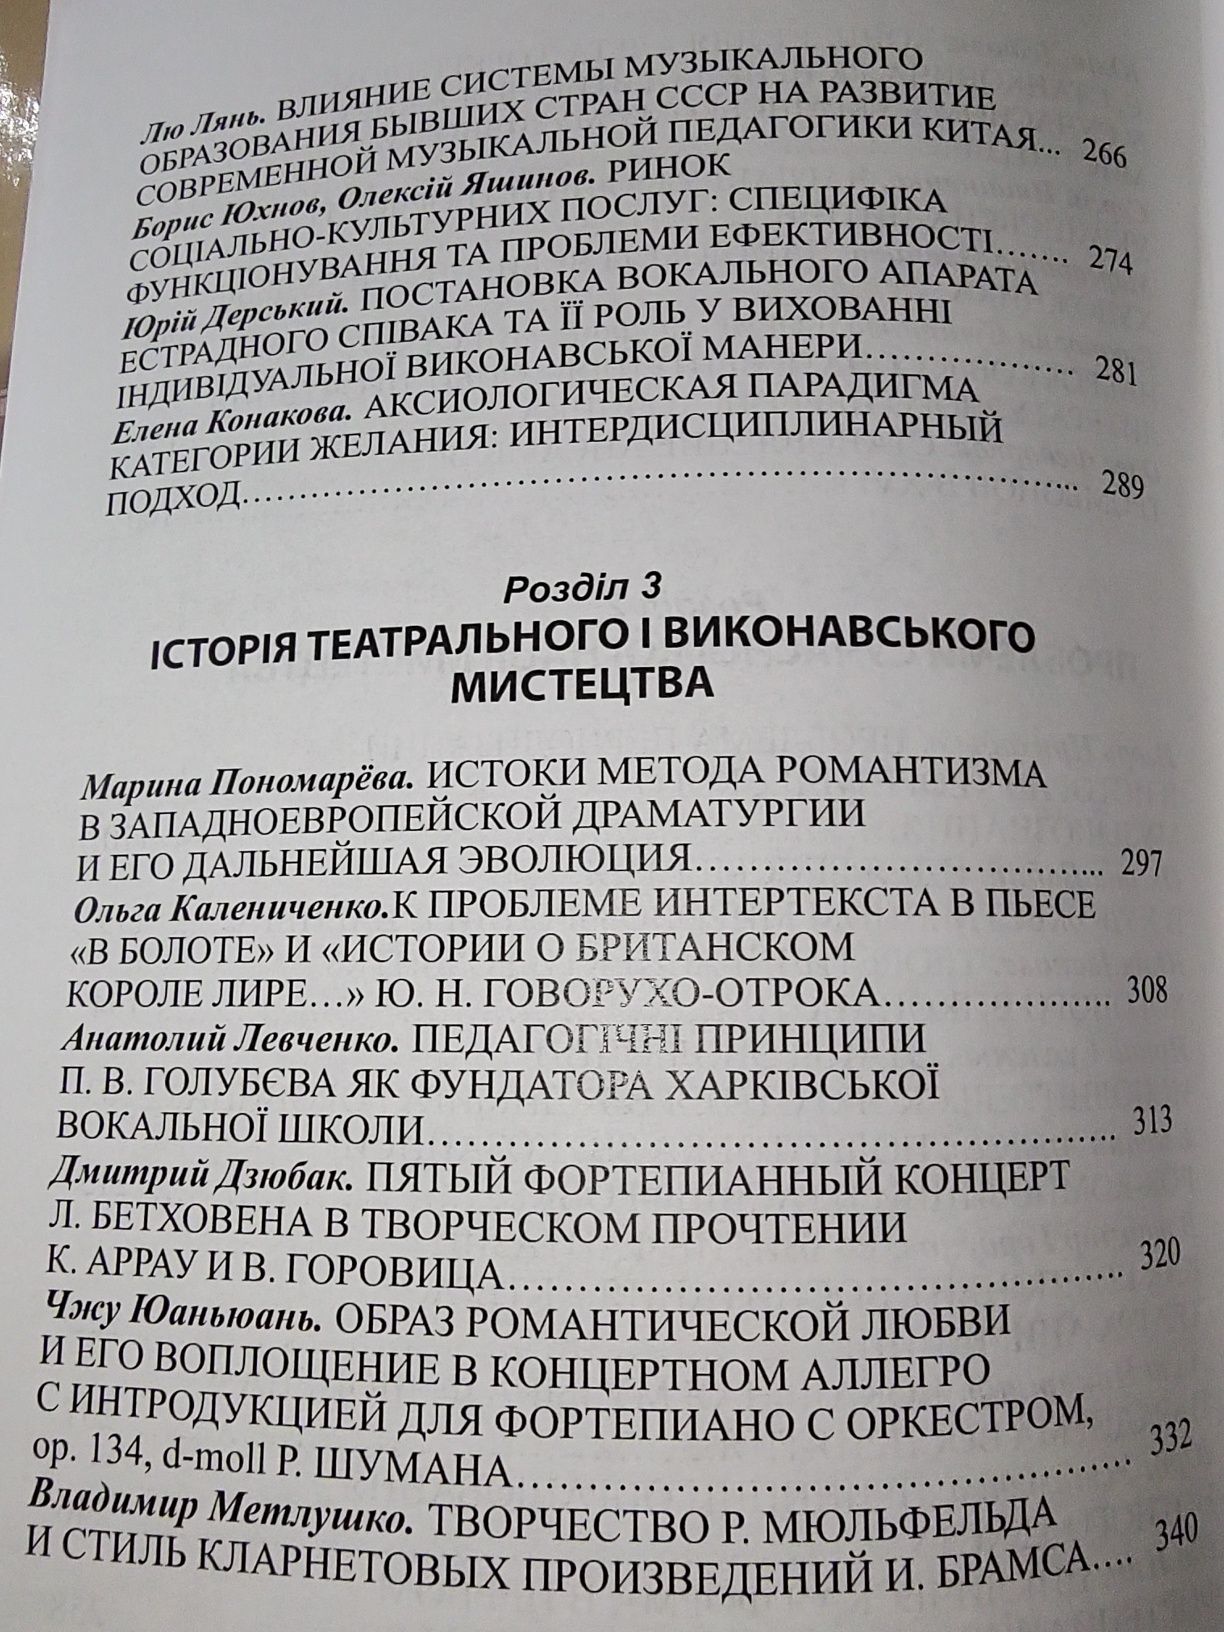 Лю Лянь. ВЛИЯНИЕ СИСТЕМЫ МУЗЫКАЛЬНОГО
ОБРАЗОВАНИЯ БЫВШИХ СТРАН СССР НА РАЗВИТИЕ
СОВРЕМЕННОЙ МУЗЫКАЛЬНОЙ ПЕДАГОГИКИ КИТАЯ... 266
Борис Юхнов, Олексій Яшинов. РИНОК
СОЦІАЛЬНО-КУЛЬТУРНИХ ПОСЛУГ: СПЕЦИФІКА
ФУНКЦІОНУВАННЯ ТА ПРОБЛЕМИ ЕФЕКТИВНОСТІ....... 274
Юрій Дерський. ПОСТАНОВКА ВОКАЛЬНОГО АПАРАТА
ЕСТРАДНОГО СПІВАКА ТА ЇЇ РОЛЬ У ВИХОВАННІ
ІНДИВІДУАЛЬНОЇ ВИКОНАВСЬКОЇ МАНЕРИ.................. 281
Елена Конакова. АКСИОЛОГИЧЕСКАЯ ПАРАДИГМА
КАТЕГОРИИ ЖЕЛАНИЯ: ИНТЕРДИСЦИПЛИНАРНЫЙ
ПОДХОД.................................................................. 289
Розділ 3
ІСТОРІЯ ТЕАТРАЛЬНОГО І ВИКОНАВСЬКОГО
МИСТЕЦТВА
Марина Пономарёва. ИСТОКИ МЕТОДА РОМАНТИЗМА
В ЗАПАДНОЕВРОПЕЙСКОЙ ДРАМАТУРГИИ
И ЕГО ДАЛЬНЕЙШАЯ ЭВОЛЮЦИЯ.................................. 297
Ольга Калениченко.К ПРОБЛЕМЕ ИНТЕРТЕКСТА В ПЬЕСЕ
«В БОЛОТЕ» И «ИСТОРИИ О БРИТАНСКОМ
КОРОЛЕ ЛИРЕ...» Ю. Н. ГОВОРУХО-ОТРОКА................... 308
Анатолий Левченко. ПЕДАГОГІЧНІ ПРИНЦИПИ
П. В. ГОЛУБЄВА ЯК ФУНДАТОРА ХАРКІВСЬКОЇ
ВОКАЛЬНОЇ ШКОЛИ....................................................... 313
Дмитрий Дзюбак. ПЯТЫЙ ФОРТЕПИАННЫЙ КОНЦЕРТ
Л. БЕТХОВЕНА В ТВОРЧЕСКОМ ПРОЧТЕНИИ
К. АРРАУ И В. ГОРОВИЦА................................................ 320
Чжу Юаньюань. ОБРАЗ РОМАНТИЧЕСКОЙ ЛЮБВИ
И ЕГО ВОПЛОЩЕНИЕ В КОНЦЕРТНОМ АЛЛЕГРО
С ИНТРОДУКЦИЕЙ ДЛЯ ФОРТЕПИАНО С ОРКЕСТРОМ,
op. 134, d-moll Р. ШУМАНА................................................ 332
Владимир Метлушко. ТВОРЧЕСТВО Р. МЮЛЬФЕЛЬДА
И СТИЛЬ КЛАРНЕТОВЫХ ПРОИЗВЕДЕНИЙ И. БРАМСА.... 340